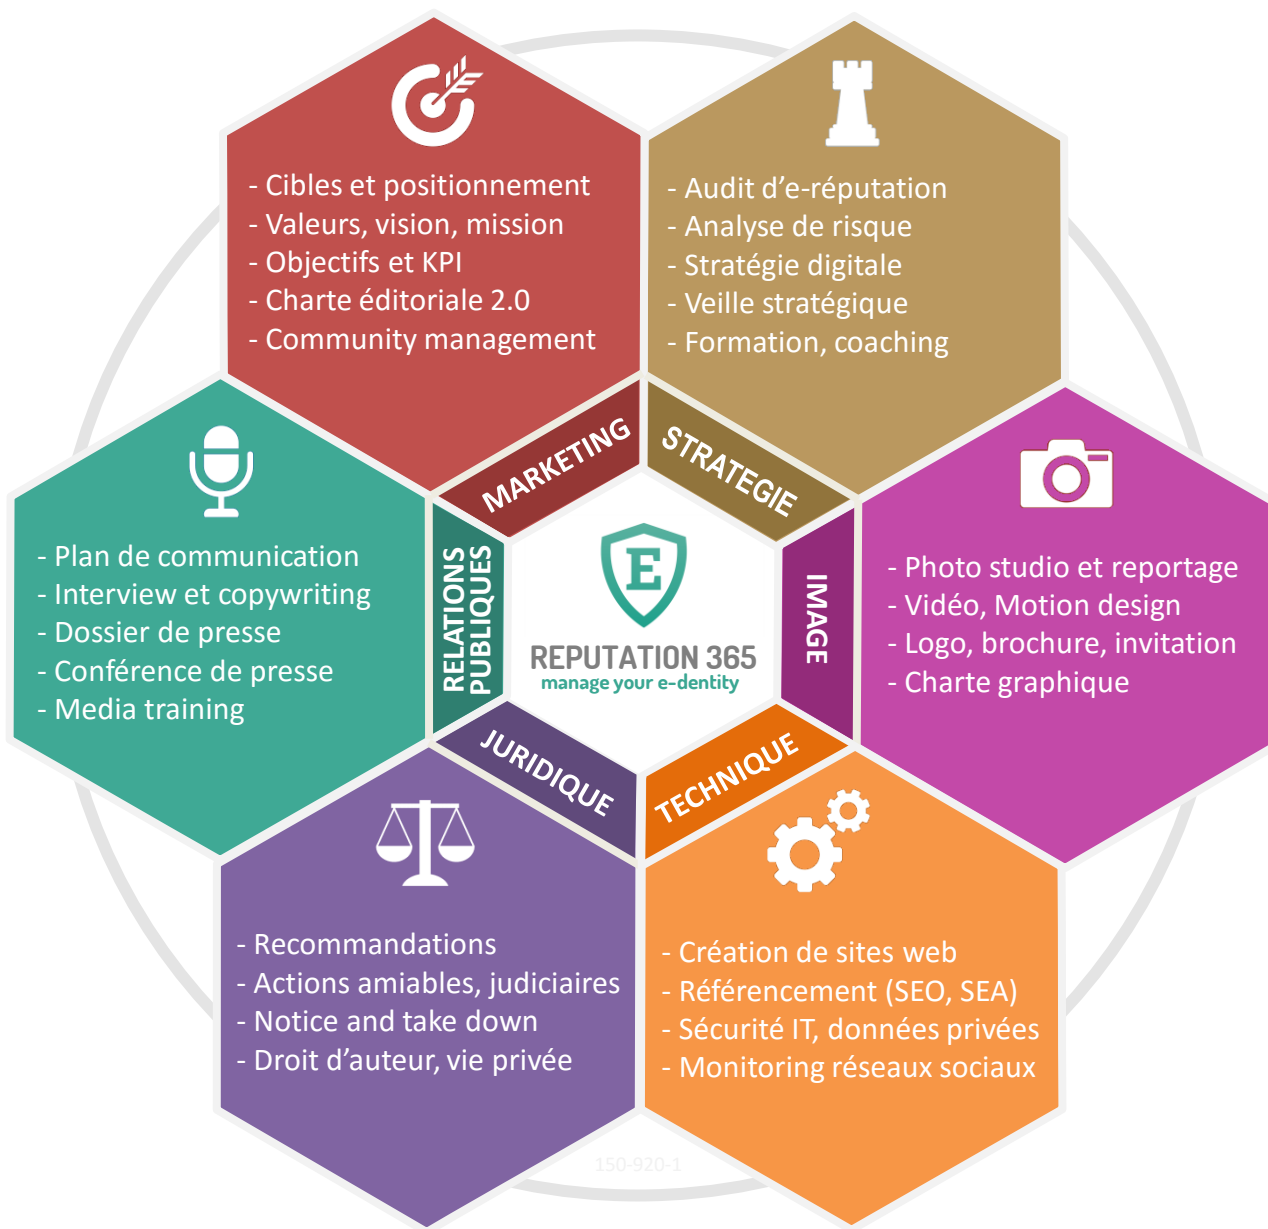 - Cibles et positionnement
- Valeurs, vision, mission
- Objectifs et KPI
- Charte éditoriale 2.0
- Community management
MARKETING
- Audit d’e-réputation
- Analyse de risque
- Stratégie digitale
- Veille stratégique
- Formation, coaching
STRATEGIE
- Plan de communication
- Interview et copywriting
- Dossier de presse
- Conférence de presse
- Media training
RELATIONS
PUBLIQUES
E
REPUTATION 365
manage your e-dentity
IMAGE
- Photo studio et reportage
- Vidéo, Motion design
- Logo, brochure, invitation
- Charte graphique
JURIDIQUE
- Recommandations
- Actions amiables, judiciaires
- Notice and take down
- Droit d’auteur, vie privée
TECHNIQUE
- Création de sites web
- Référencement (SEO, SEA)
- Sécurité IT, données privées
- Monitoring réseaux sociaux
150-920-1